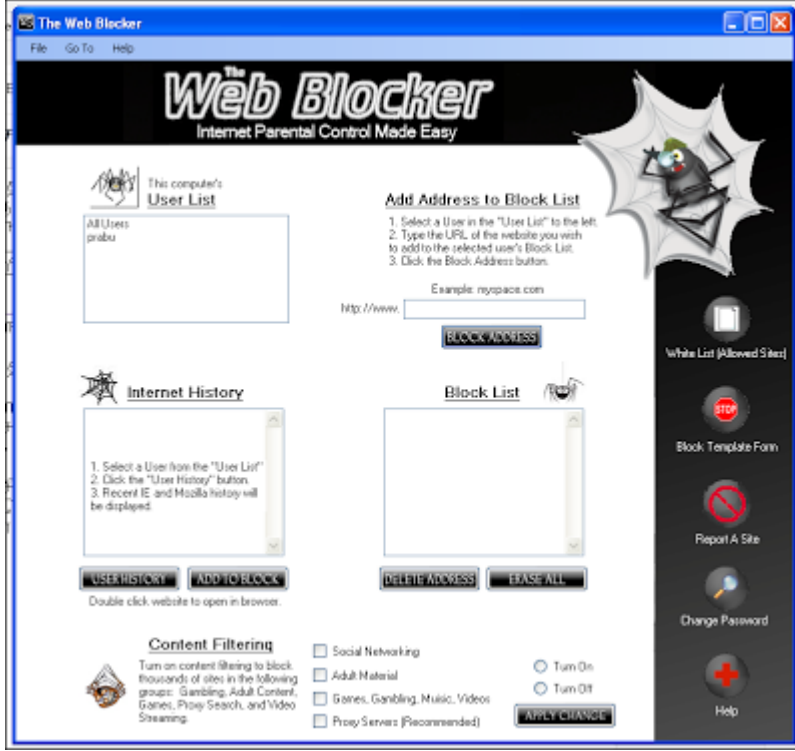 The Web Blocker
File Go To Help
The
Web Blocker
Internet Parental Control Made Easy
This computer's
User List
All Users
prabu
Add Address to Block List
1. Select a User in the "User List" to the left.
2. Type the URL of the website you wish
to add to the selected user's Block List.
3. Click the Block Address button.
Example: myspace.com
http://www.
BLOCK ADDRESS
White List (Allowed Sites)
Internet History
1. Select a User from the "User List"
2. Click the "User History" button.
3. Recent IE and Mozilla history will
be displayed.
USER HISTORY ADD TO BLOCK
Double click website to open in browser.
Block List
DELETE ADDRESS ERASE ALL
STOP
Block Template Form
Report A Site
Change Password
Help
Content Filtering
Turn on content filtering to block
thousands of sites in the following
groups: Gambling, Adult Content,
Games, Proxy Search, and Video
Streaming.
Social Networking
Adult Material
Games, Gambling, Music, Videos
Proxy Servers (Recommended)
Turn On
Turn Off
APPLY CHANGE